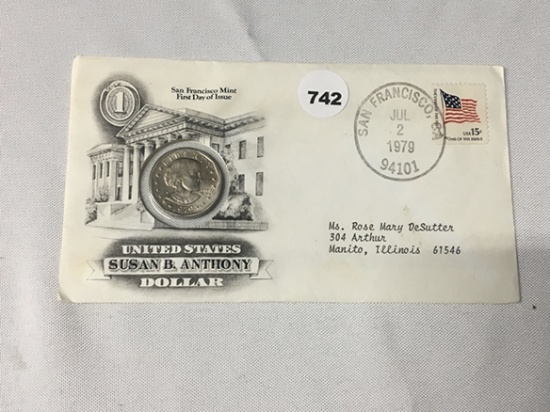 1
San Francisco Mint
First Day of Issue
742
SAN FRANCISCO, CA
JUL
2
1979
94101
USA 15c
UNITED STATES
SUSAN B. ANTHONY
DOLLAR
Ms. Rose Mary DeSutter
304 Arthur
Manito, Illinois 61546